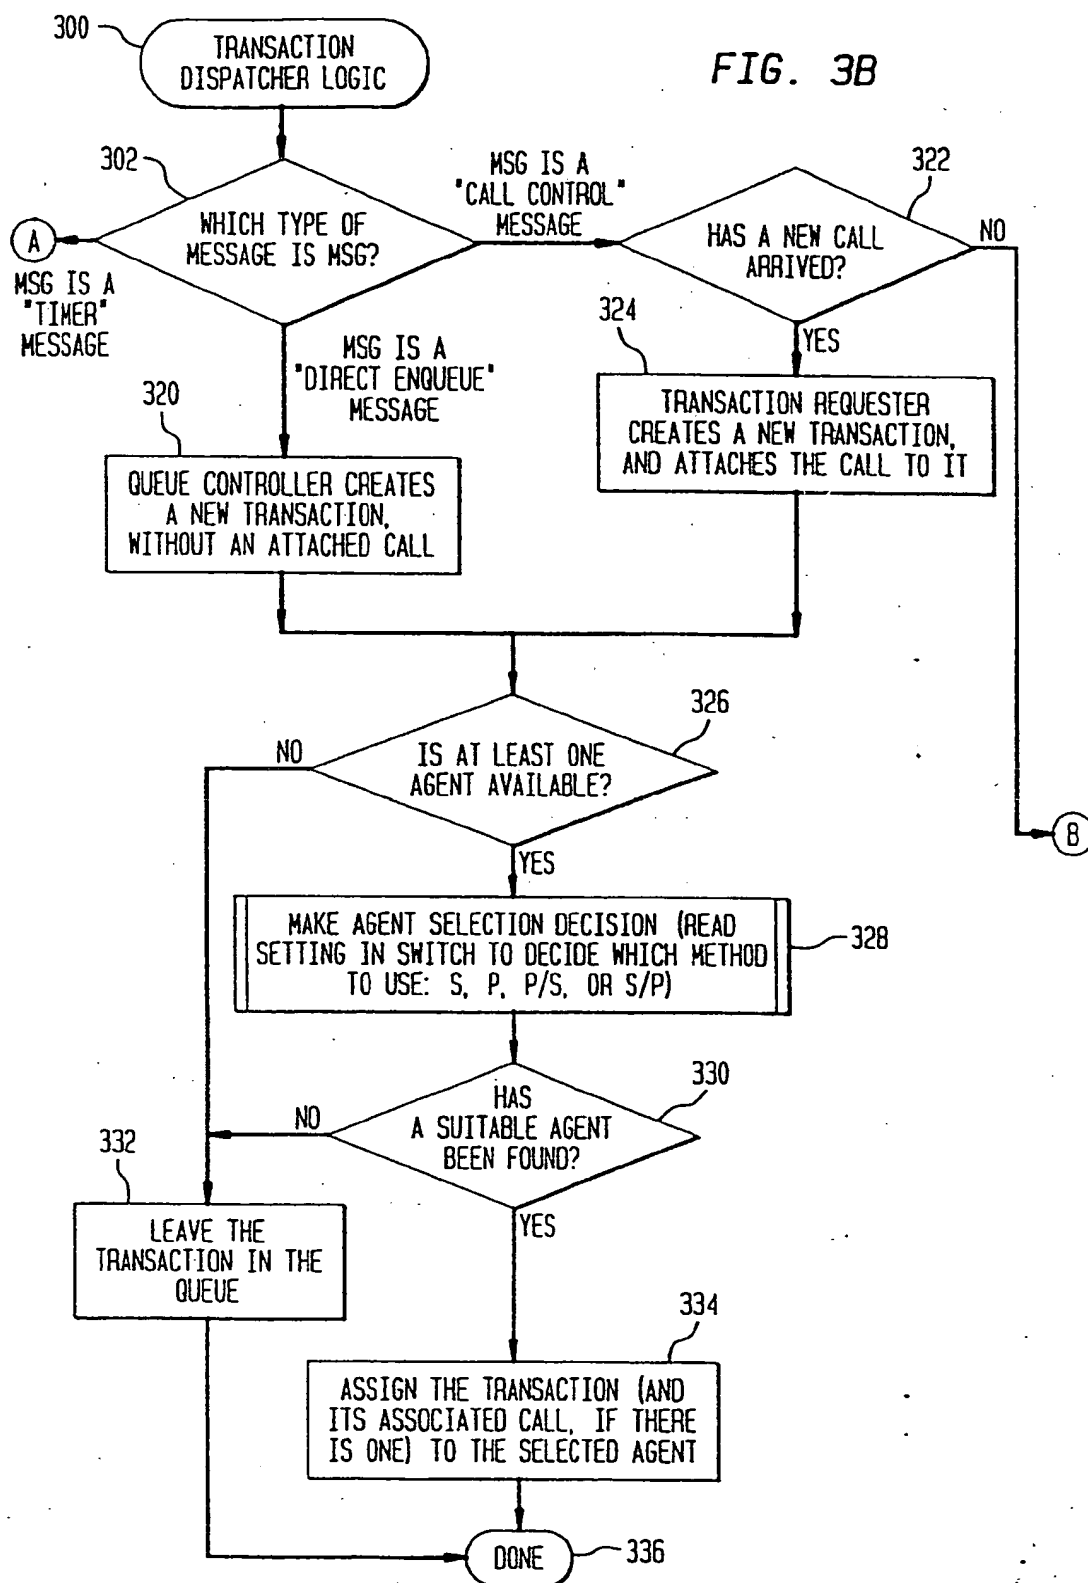 300
TRANSACTION
DISPATCHER LOGIC
FIG. 3B
302
WHICH TYPE OF
MESSAGE IS MSG?
A
MSG IS A
"TIMER"
MESSAGE
MSG IS A
"CALL CONTROL"
MESSAGE
322
HAS A NEW CALL
ARRIVED?
NO
YES
324
TRANSACTION REQUESTER
CREATES A NEW TRANSACTION,
AND ATTACHES THE CALL TO IT
MSG IS A
"DIRECT ENQUEUE"
MESSAGE
320
QUEUE CONTROLLER CREATES
A NEW TRANSACTION,
WITHOUT AN ATTACHED CALL
326
IS AT LEAST ONE
AGENT AVAILABLE?
NO
YES
B
MAKE AGENT SELECTION DECISION (READ
SETTING IN SWITCH TO DECIDE WHICH METHOD
TO USE: S, P, P/S, OR S/P)
328
330
HAS
A SUITABLE AGENT
BEEN FOUND?
NO
YES
332
LEAVE THE
TRANSACTION IN THE
QUEUE
334
ASSIGN THE TRANSACTION (AND
ITS ASSOCIATED CALL, IF THERE
IS ONE) TO THE SELECTED AGENT
DONE
336